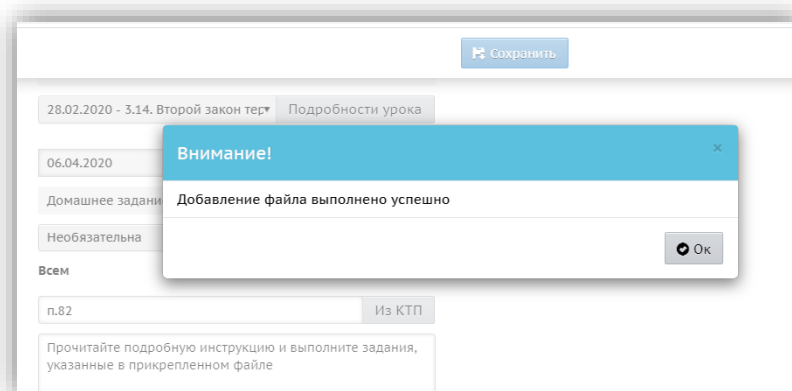 Сохранить
28.02.2020 - 3.14. Второй закон тер
Подробности урока
Внимание!
06.04.2020
Домашнее задани
Добавление файла выполнено успешно
Необязательна
Ок
Всем
п.82
Из КТП
Прочитайте подробную инструкцию и выполните задания,
указанные в прикрепленном файле